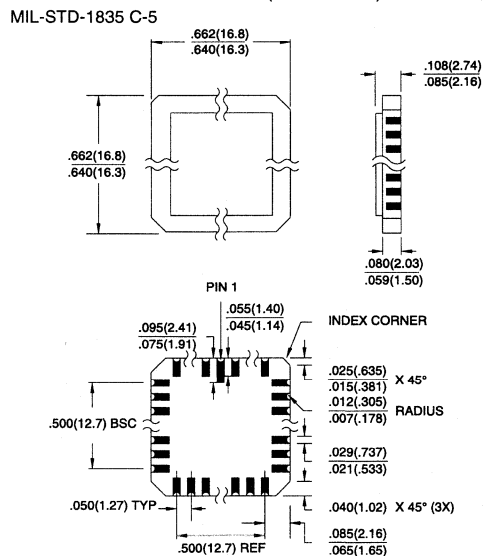 MIL-STD-1835 C-5
.662(16.8)
.640(16.3)
.108(2.74)
.085(2.16)
.662(16.8)
.640(16.3)
.080(2.03)
.059(1.50)
PIN 1
.055(1.40)
.045(1.14)
.095(2.41)
.075(1.91)
INDEX CORNER
.025(.635)
.015(.381)
X 45°
.012(.305)
.007(.178)
RADIUS
.500(12.7) BSC
.029(.737)
.021(.533)
.050(1.27) TYP
.040(1.02) X 45° (3X)
.500(12.7) REF
.085(2.16)
.065(1.65)